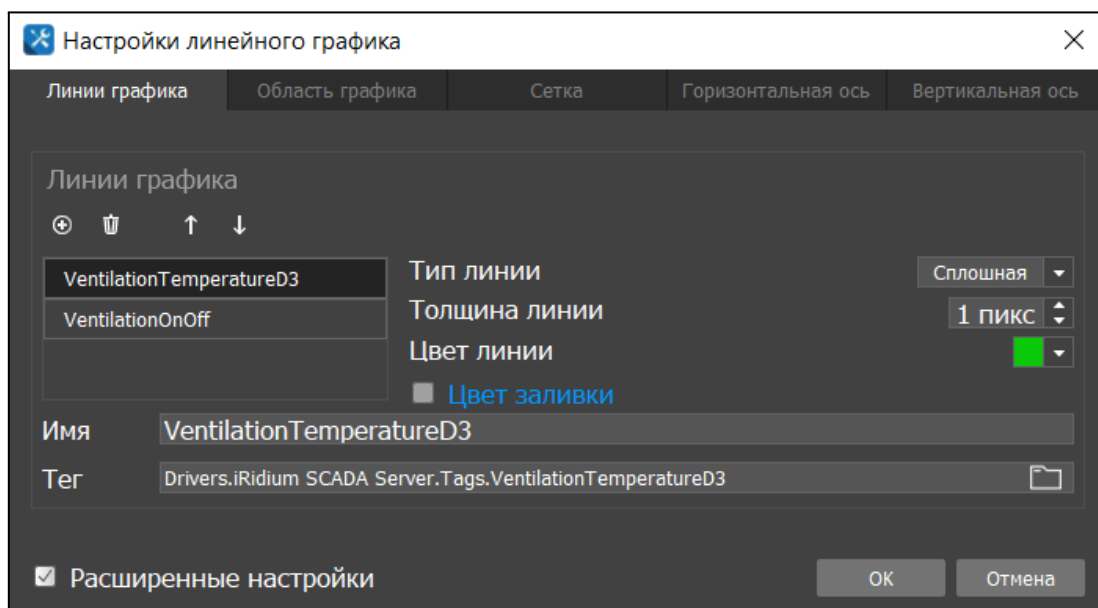 Настройки линейного графика
Линии графика Область графика Сетка Горизонтальная ось Вертикальная ось
Линии графика
VentilationTemperatureD3
VentilationOnOff
Тип линии Сплошная
Толщина линии 1 пикс
Цвет линии
Цвет заливки
Имя VentilationTemperatureD3
Тег Drivers.iRidium SCADA Server.Tags.VentilationTemperatureD3
Расширенные настройки OK Отмена